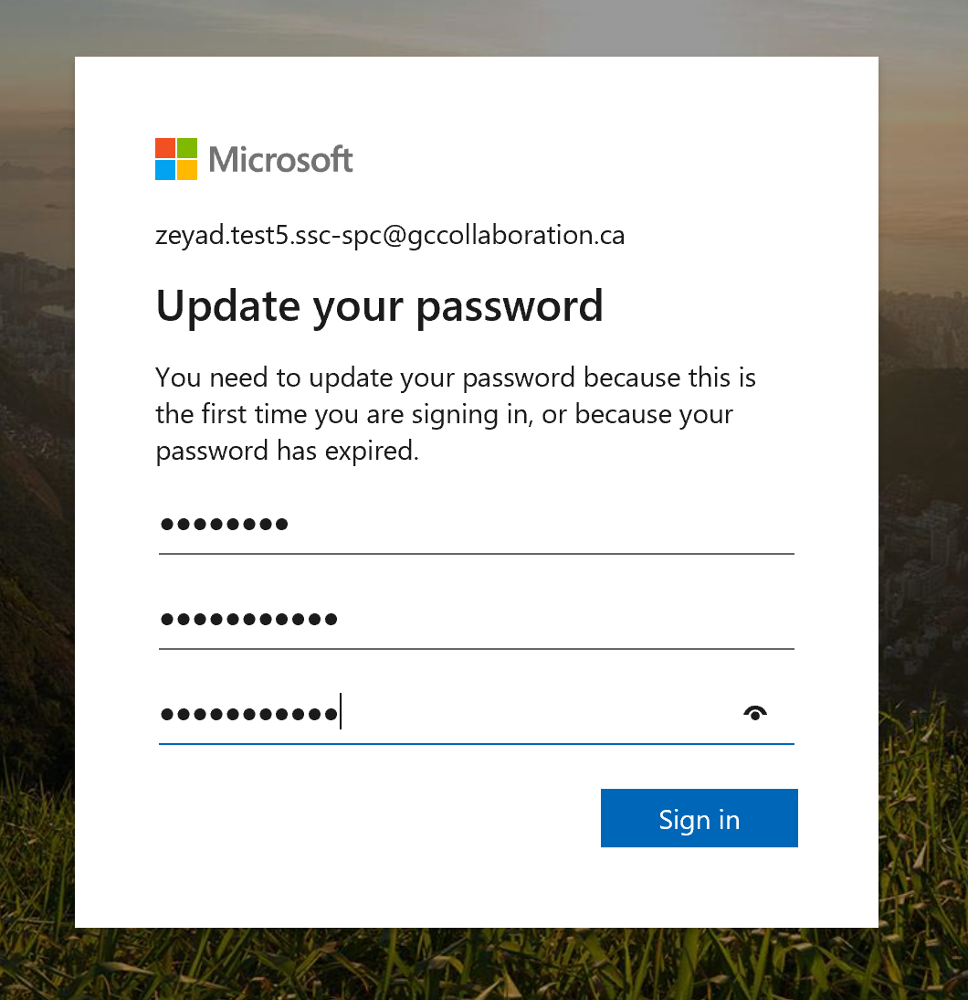 Microsoft
zeyad.test5.ssc-spc@gccollaboration.ca
Update your password
You need to update your password because this is
the first time you are signing in, or because your
password has expired.
••••••••
•••••••••••
•••••••••••
Sign in